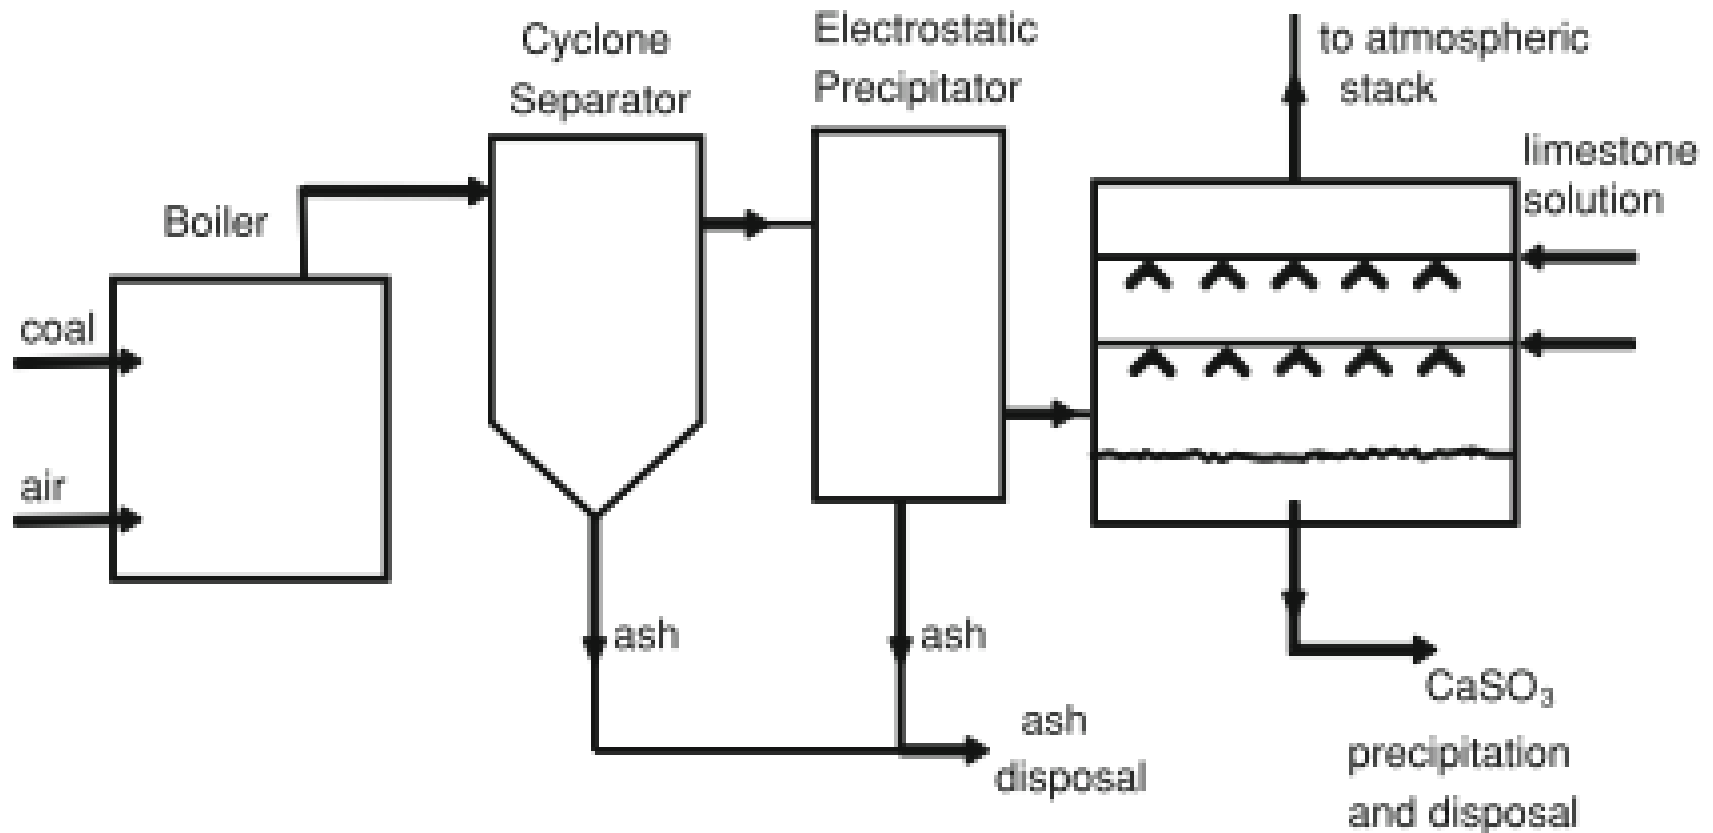 Cyclone
Separator
Electrostatic
Precipitator
to atmospheric
stack
limestone
solution
Boiler
coal
air
ash
ash
ash
disposal
CaSO₃
precipitation
and disposal